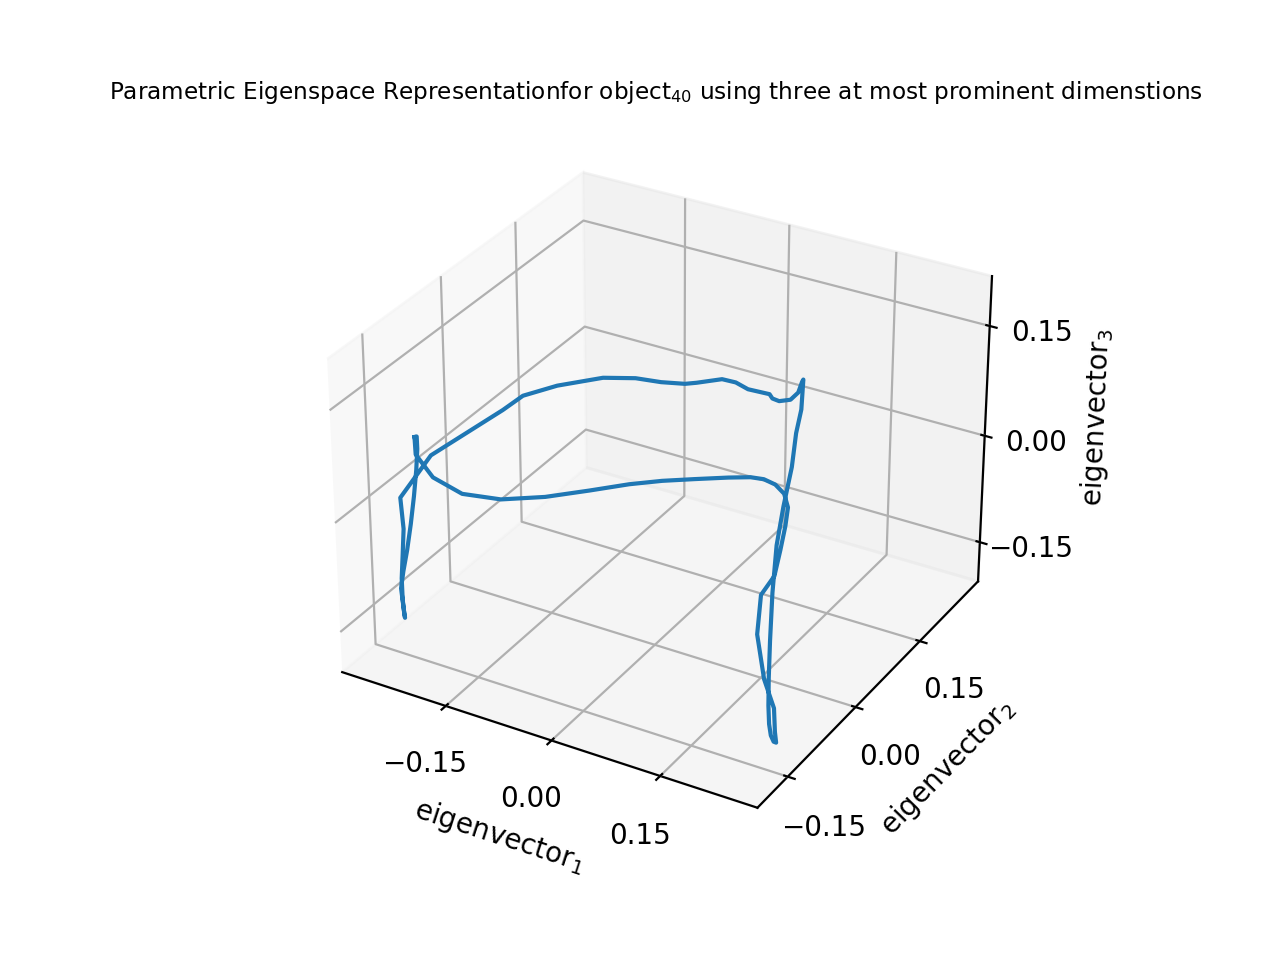 Parametric Eigenspace Representationfor object₄₀ using three at most prominent dimenstions
0.15
0.00
−0.15
eigenvector₃
0.15
0.00
−0.15
eigenvector₂
−0.15
0.00
0.15
eigenvector₁